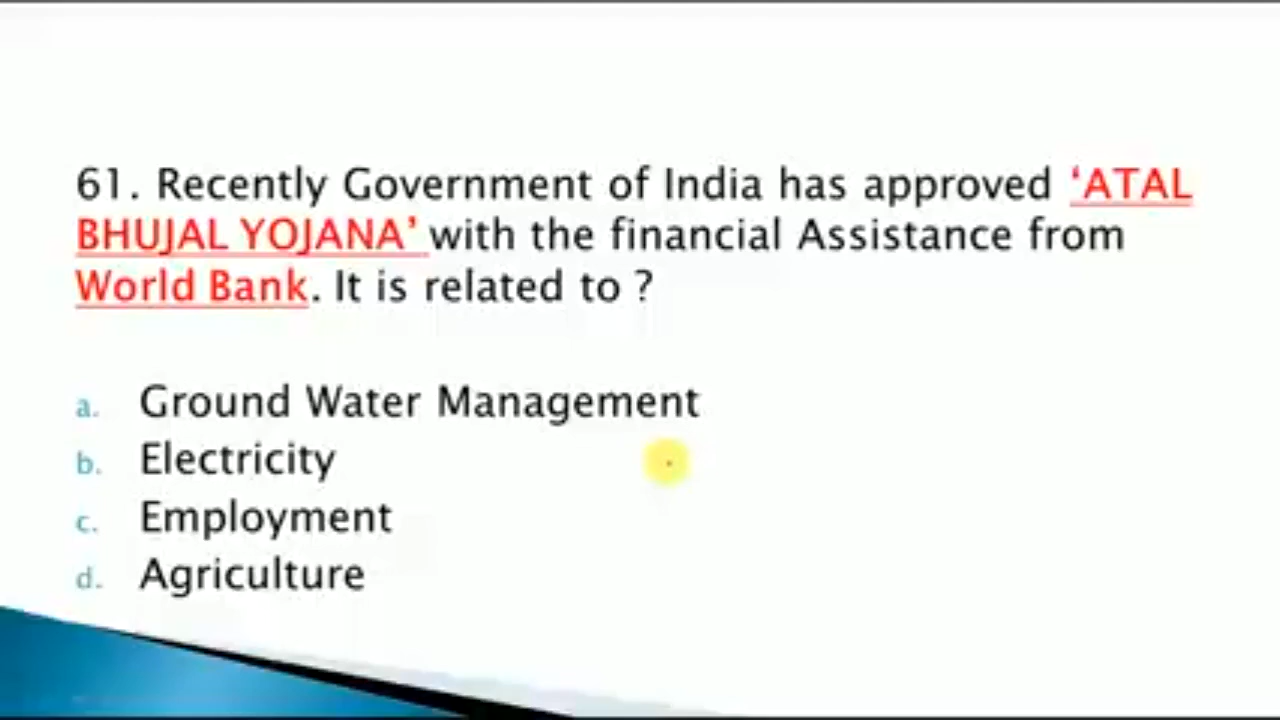 61. Recently Government of India has approved ‘ATAL
BHUJAL YOJANA’ with the financial Assistance from
World Bank. It is related to ?
a. Ground Water Management
b. Electricity
c. Employment
d. Agriculture